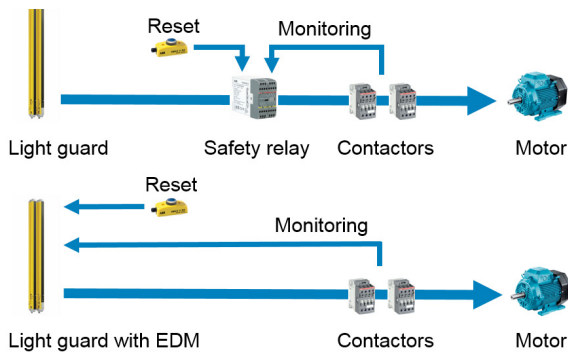 Reset
Monitoring
Light guard
Safety relay
Contactors
Motor
Reset
Monitoring
Light guard with EDM
Contactors
Motor